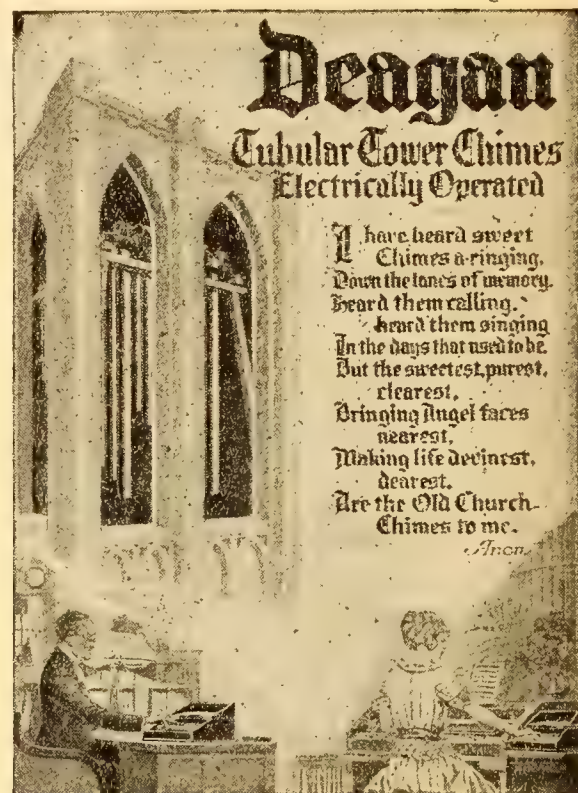 Deagan
Tubular Tower Chimes
Electrically Operated
I have heard sweet
Chimes a-ringing,
Down the lanes of memory.
Heard them calling,
heard them singing
In the days that used to be.
But the sweetest, purest,
clearest,
Bringing Angel faces
nearest,
Making life devinest,
dearest,
Are the Old Church-
Chimes to me.
Anon